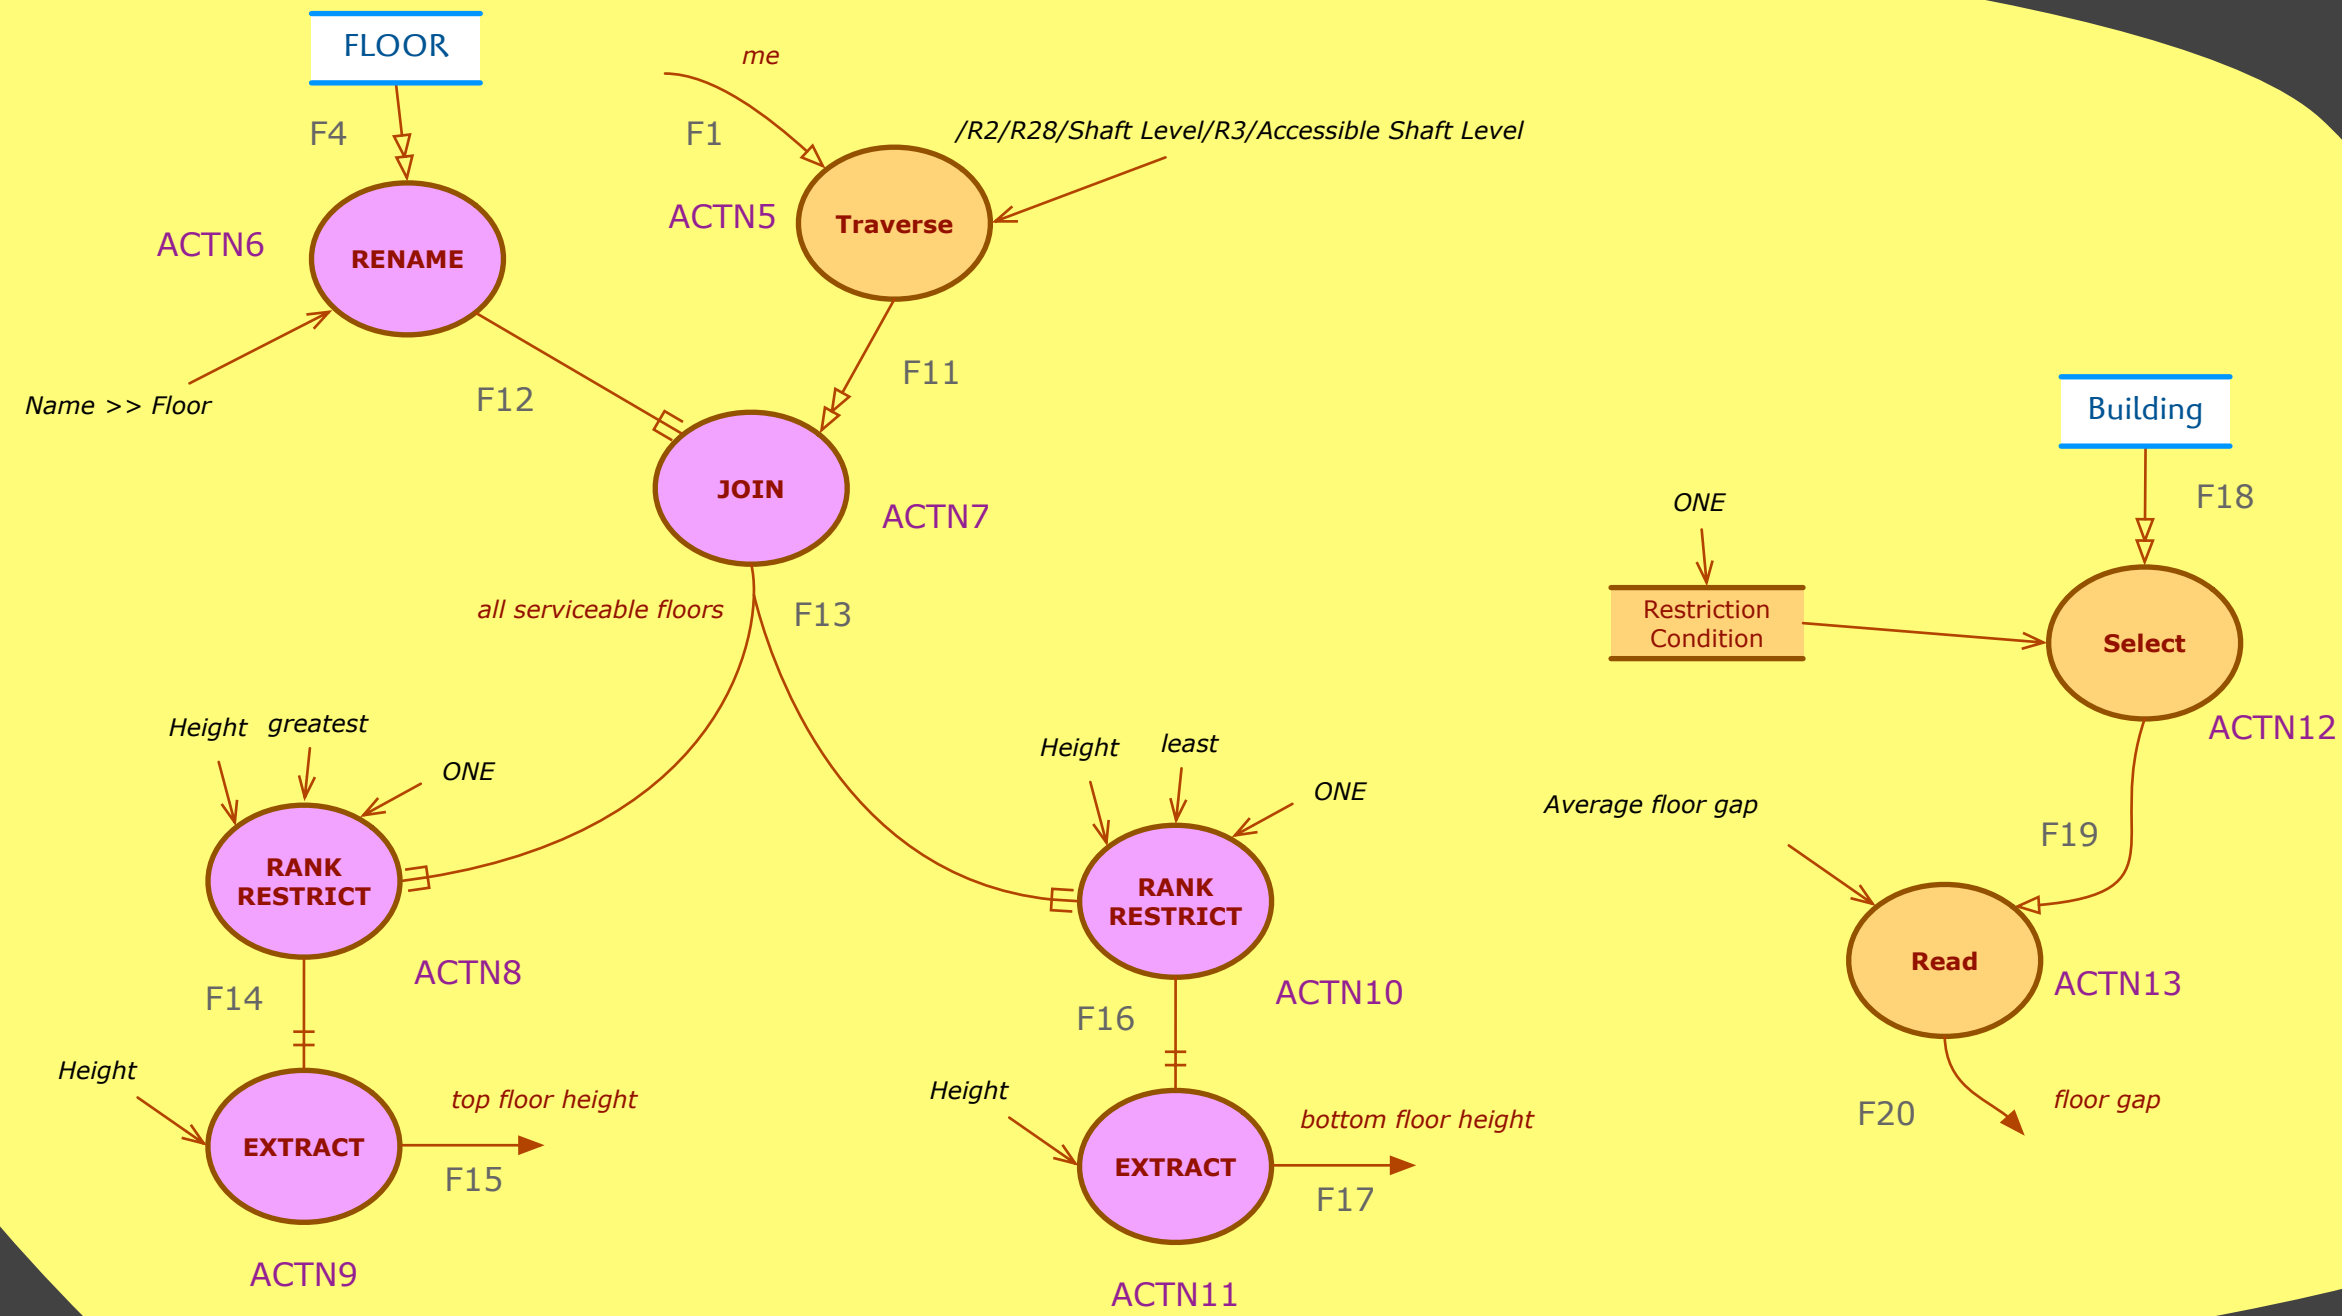 FLOOR
me
F4
F1
/R2/R28/Shaft Level/R3/Accessible Shaft Level
ACTN5
Traverse
ACTN6
RENAME
F11
Name >> Floor
F12
Building
JOIN
ACTN7
ONE
F18
all serviceable floors
F13
Restriction
Condition
Select
ACTN12
Height
greatest
ONE
Height
least
ONE
Average floor gap
F19
RANK
RESTRICT
RANK
RESTRICT
Read
ACTN8
ACTN10
ACTN13
F14
F16
Height
top floor height
Height
bottom floor height
F20
floor gap
EXTRACT
F15
EXTRACT
F17
ACTN9
ACTN11